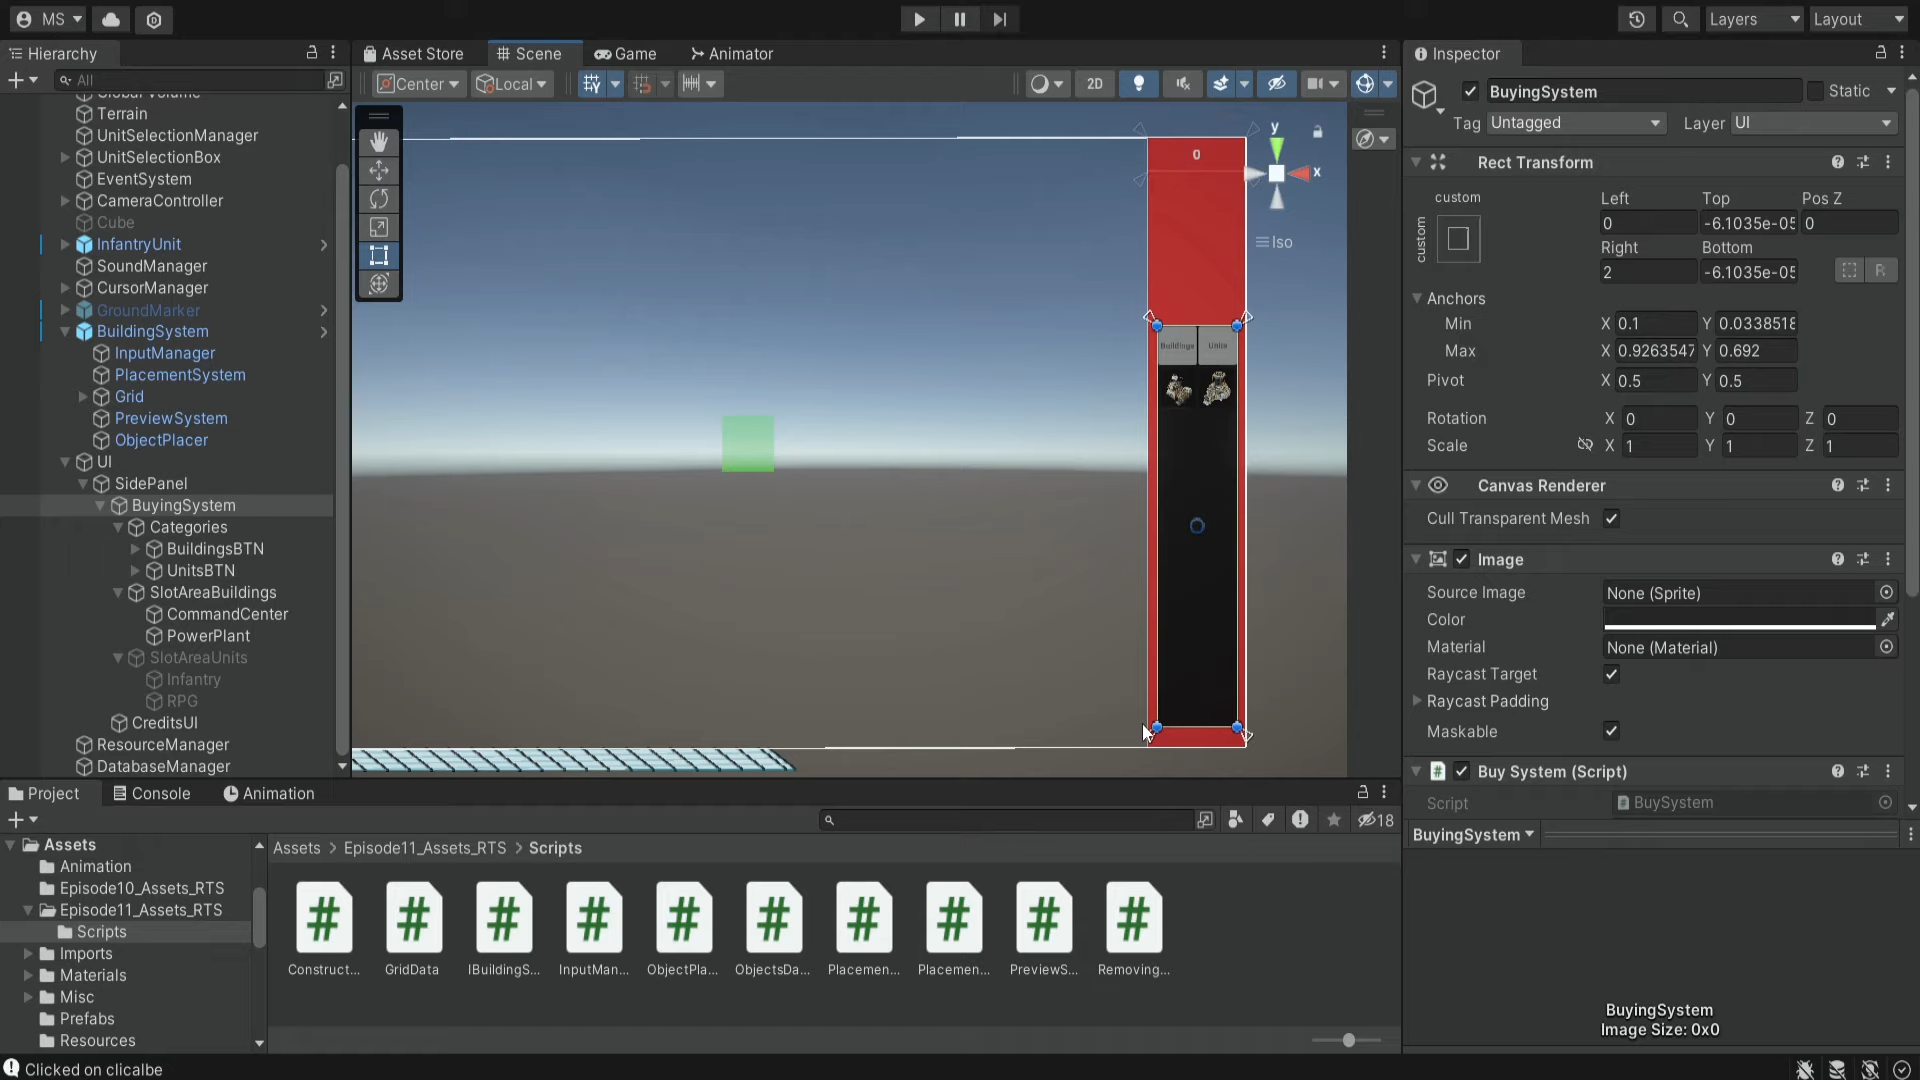 MS
Layers
Layout
Hierarchy
All
Terrain
UnitSelectionManager
UnitSelectionBox
EventSystem
CameraController
Cube
InfantryUnit
SoundManager
CursorManager
GroundMarker
BuildingSystem
InputManager
PlacementSystem
Grid
PreviewSystem
ObjectPlacer
UI
SidePanel
BuyingSystem
Categories
BuildingsBTN
UnitsBTN
SlotAreaBuildings
CommandCenter
PowerPlant
SlotAreaUnits
Infantry
RPG
CreditsUI
ResourceManager
DatabaseManager
Asset Store
Scene
Game
Animator
Center
Local
2D
0
y
x
Iso
Buildings
Units
Inspector
BuyingSystem
Static
Tag
Untagged
Layer
UI
Rect Transform
custom
custom
Left
Top
Pos Z
0
-6.1035e-05
0
Right
Bottom
2
-6.1035e-05
R
Anchors
Min
X 0.1
Y 0.0338518
Max
X 0.9263547
Y 0.692
Pivot
X 0.5
Y 0.5
Rotation
X 0
Y 0
Z 0
Scale
X 1
Y 1
Z 1
Canvas Renderer
Cull Transparent Mesh
Image
Source Image
None (Sprite)
Color
Material
None (Material)
Raycast Target
Raycast Padding
Maskable
Buy System (Script)
Script
BuySystem
BuyingSystem
BuyingSystem
Image Size: 0x0
Project
Console
Animation
18
Assets
Animation
Episode10_Assets_RTS
Episode11_Assets_RTS
Scripts
Imports
Materials
Misc
Prefabs
Resources
Assets > Episode11_Assets_RTS > Scripts
Construct...
GridData
IBuildingS...
InputMan...
ObjectPla...
ObjectsDa...
Placemen...
Placemen...
PreviewS...
Removing...
Clicked on clicalbe